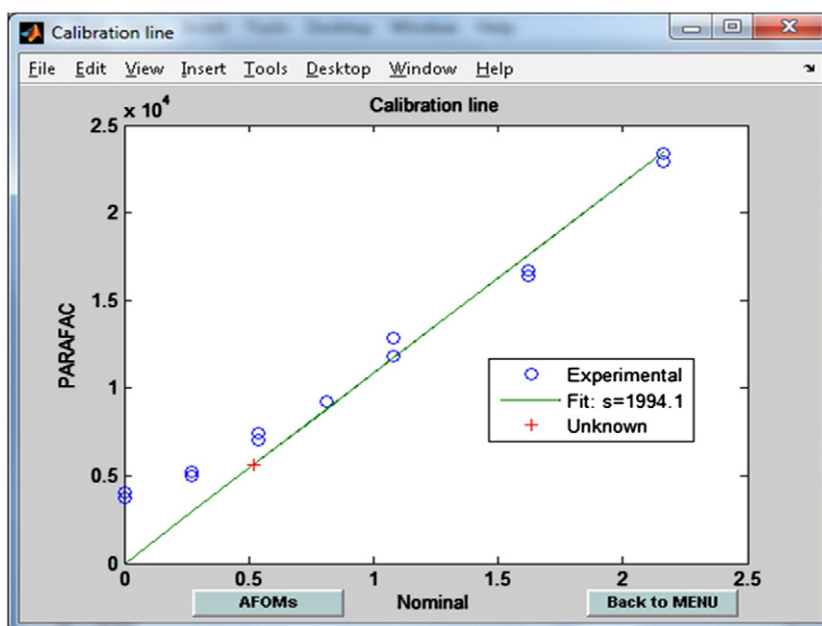 Calibration line
File Edit View Insert Tools Desktop Window Help
x 10^4
Calibration line
2.5
2
1.5
1
0.5
0
PARAFAC
Experimental
Fit: s=1994.1
Unknown
0 0.5 1 1.5 2 2.5
AFOMs
Nominal
Back to MENU